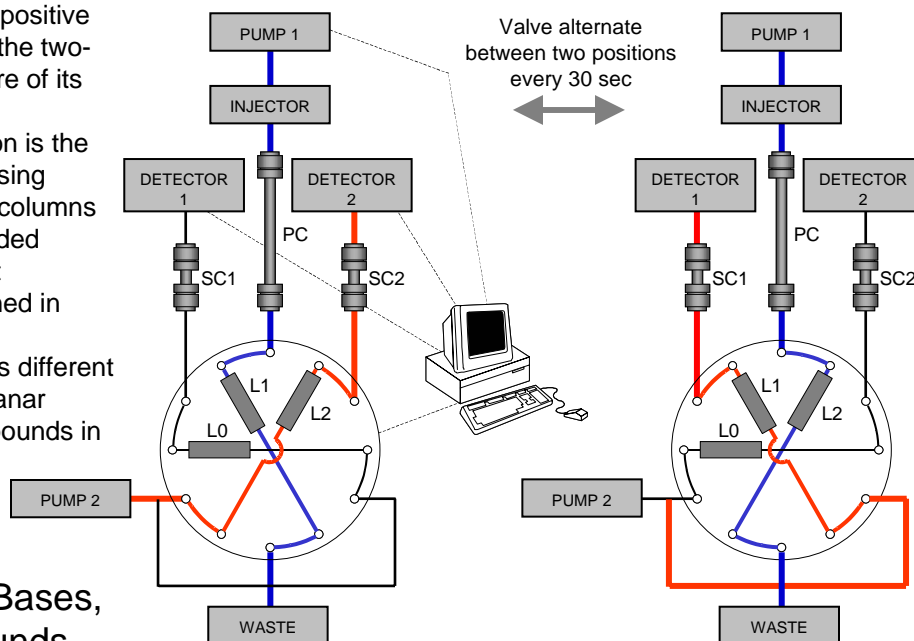 positive
the two-
re of its
on is the
sing
columns
ded
ned in
s different
anar
ounds in
Bases,
unds
PUMP 1
INJECTOR
DETECTOR
1
DETECTOR
2
PC
SC1
SC2
L1
L2
L0
PUMP 2
WASTE
Valve alternate
between two positions
every 30 sec
PUMP 1
INJECTOR
DETECTOR
1
DETECTOR
2
PC
SC1
SC2
L1
L2
L0
PUMP 2
WASTE